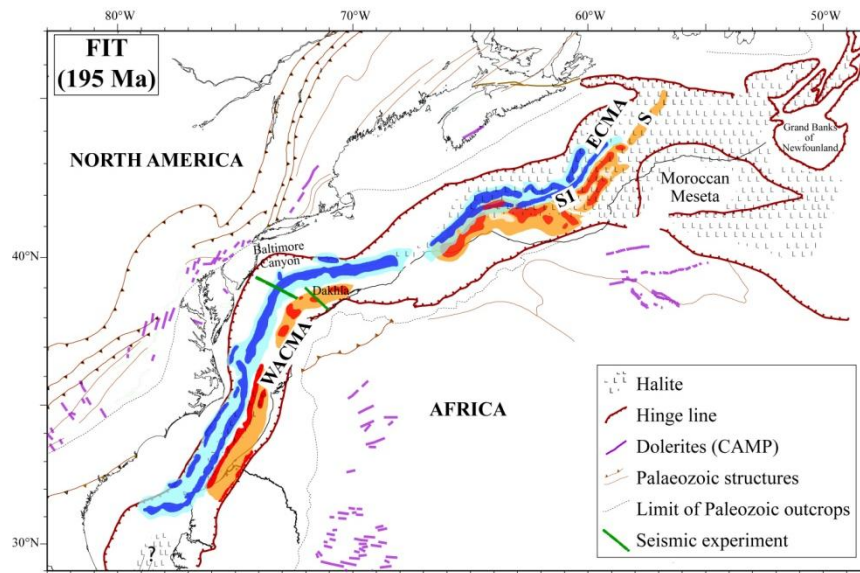 80°W
70°W
60°W
50°W
FIT
(195 Ma)
NORTH AMERICA
ECMA
S
Grand Banks
of
Newfounland
Moroccan
Meseta
SI
40°N
Baltimore
Canyon
Dakhla
WACMA
AFRICA
30°N
?
Halite
Hinge line
Dolerites (CAMP)
Palaeozoic structures
Limit of Paleozoic outcrops
Seismic experiment